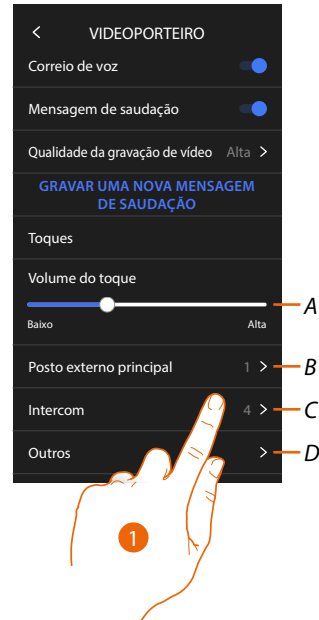 < VIDEOPORTEIRO
Correio de voz
Mensagem de saudação
Qualidade da gravação de vídeo Alta >
GRAVAR UMA NOVA MENSAGEM
DE SAUDAÇÃO
Toques
Volume do toque
A
Baixo Alta
Posto externo principal 1 > B
Intercom 4 > C
Outros > D
1